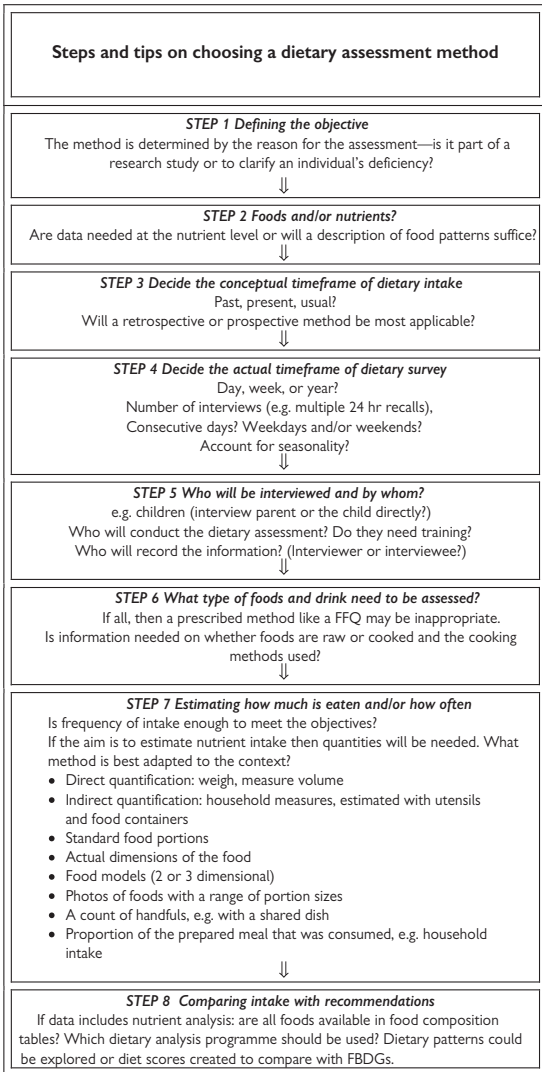 Steps and tips on choosing a dietary assessment method
STEP 1 Defining the objective
The method is determined by the reason for the assessment—is it part of a
research study or to clarify an individual's deficiency?
⇓
STEP 2 Foods and/or nutrients?
Are data needed at the nutrient level or will a description of food patterns suffice?
⇓
STEP 3 Decide the conceptual timeframe of dietary intake
Past, present, usual?
Will a retrospective or prospective method be most applicable?
⇓
STEP 4 Decide the actual timeframe of dietary survey
Day, week, or year?
Number of interviews (e.g. multiple 24 hr recalls),
Consecutive days? Weekdays and/or weekends?
Account for seasonality?
⇓
STEP 5 Who will be interviewed and by whom?
e.g. children (interview parent or the child directly?)
Who will conduct the dietary assessment? Do they need training?
Who will record the information? (Interviewer or interviewee?)
⇓
STEP 6 What type of foods and drink need to be assessed?
If all, then a prescribed method like a FFQ may be inappropriate.
Is information needed on whether foods are raw or cooked and the cooking
methods used?
⇓
STEP 7 Estimating how much is eaten and/or how often
Is frequency of intake enough to meet the objectives?
If the aim is to estimate nutrient intake then quantities will be needed. What
method is best adapted to the context?
• Direct quantification: weigh, measure volume
• Indirect quantification: household measures, estimated with utensils
and food containers
• Standard food portions
• Actual dimensions of the food
• Food models (2 or 3 dimensional)
• Photos of foods with a range of portion sizes
• A count of handfuls, e.g. with a shared dish
• Proportion of the prepared meal that was consumed, e.g. household
intake
⇓
STEP 8 Comparing intake with recommendations
If data includes nutrient analysis: are all foods available in food composition
tables? Which dietary analysis programme should be used? Dietary patterns could
be explored or diet scores created to compare with FBDGs.